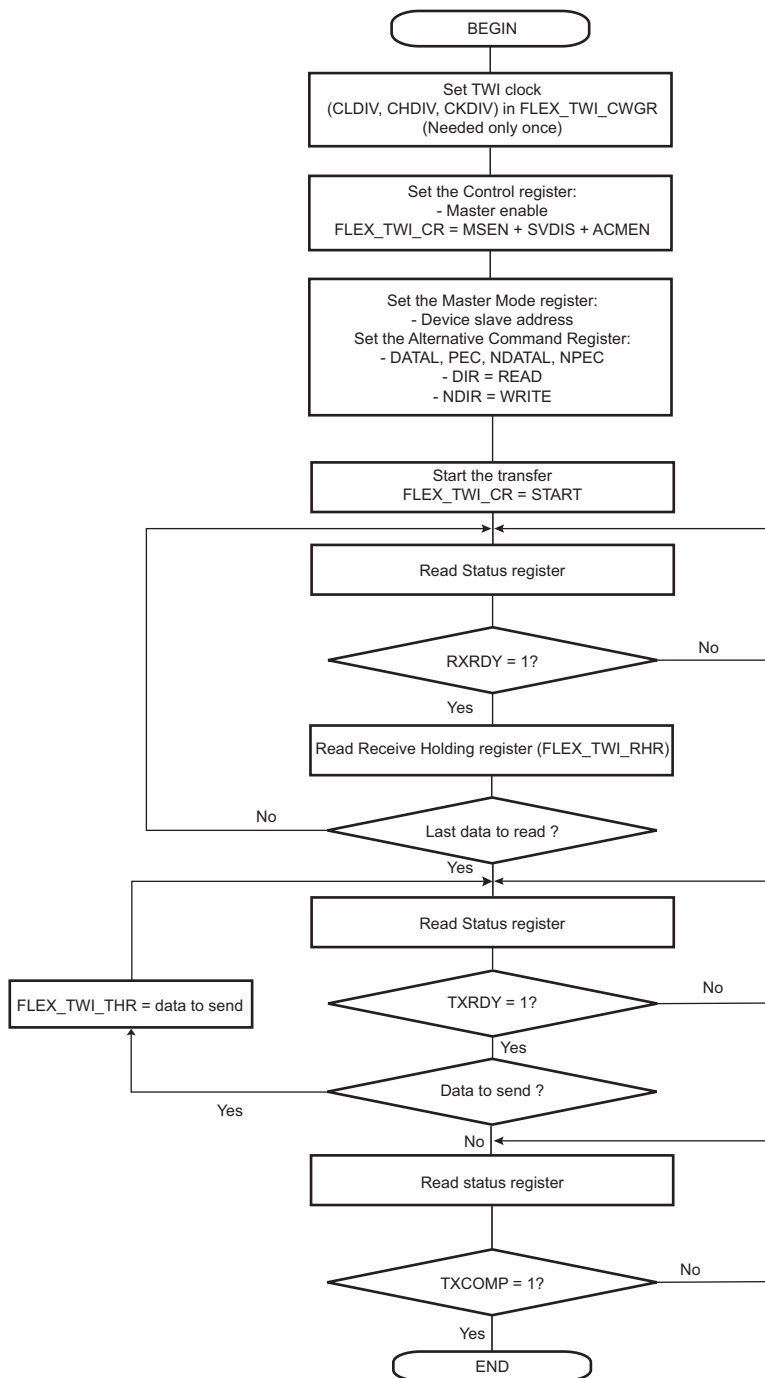 BEGIN
Set TWI clock
(CLDIV, CHDIV, CKDIV) in FLEX_TWI_CWGR
(Needed only once)
Set the Control register:
- Master enable
FLEX_TWI_CR = MSEN + SVDIS + ACMEN
Set the Master Mode register:
- Device slave address
Set the Alternative Command Register:
- DATAL, PEC, NDATAL, NPEC
- DIR = READ
- NDIR = WRITE
Start the transfer
FLEX_TWI_CR = START
Read Status register
RXRDY = 1?
No
Yes
Read Receive Holding register (FLEX_TWI_RHR)
No
Last data to read ?
Yes
Read Status register
FLEX_TWI_THR = data to send
TXRDY = 1?
No
Yes
Data to send ?
Yes
No
Read status register
TXCOMP = 1?
No
Yes
END